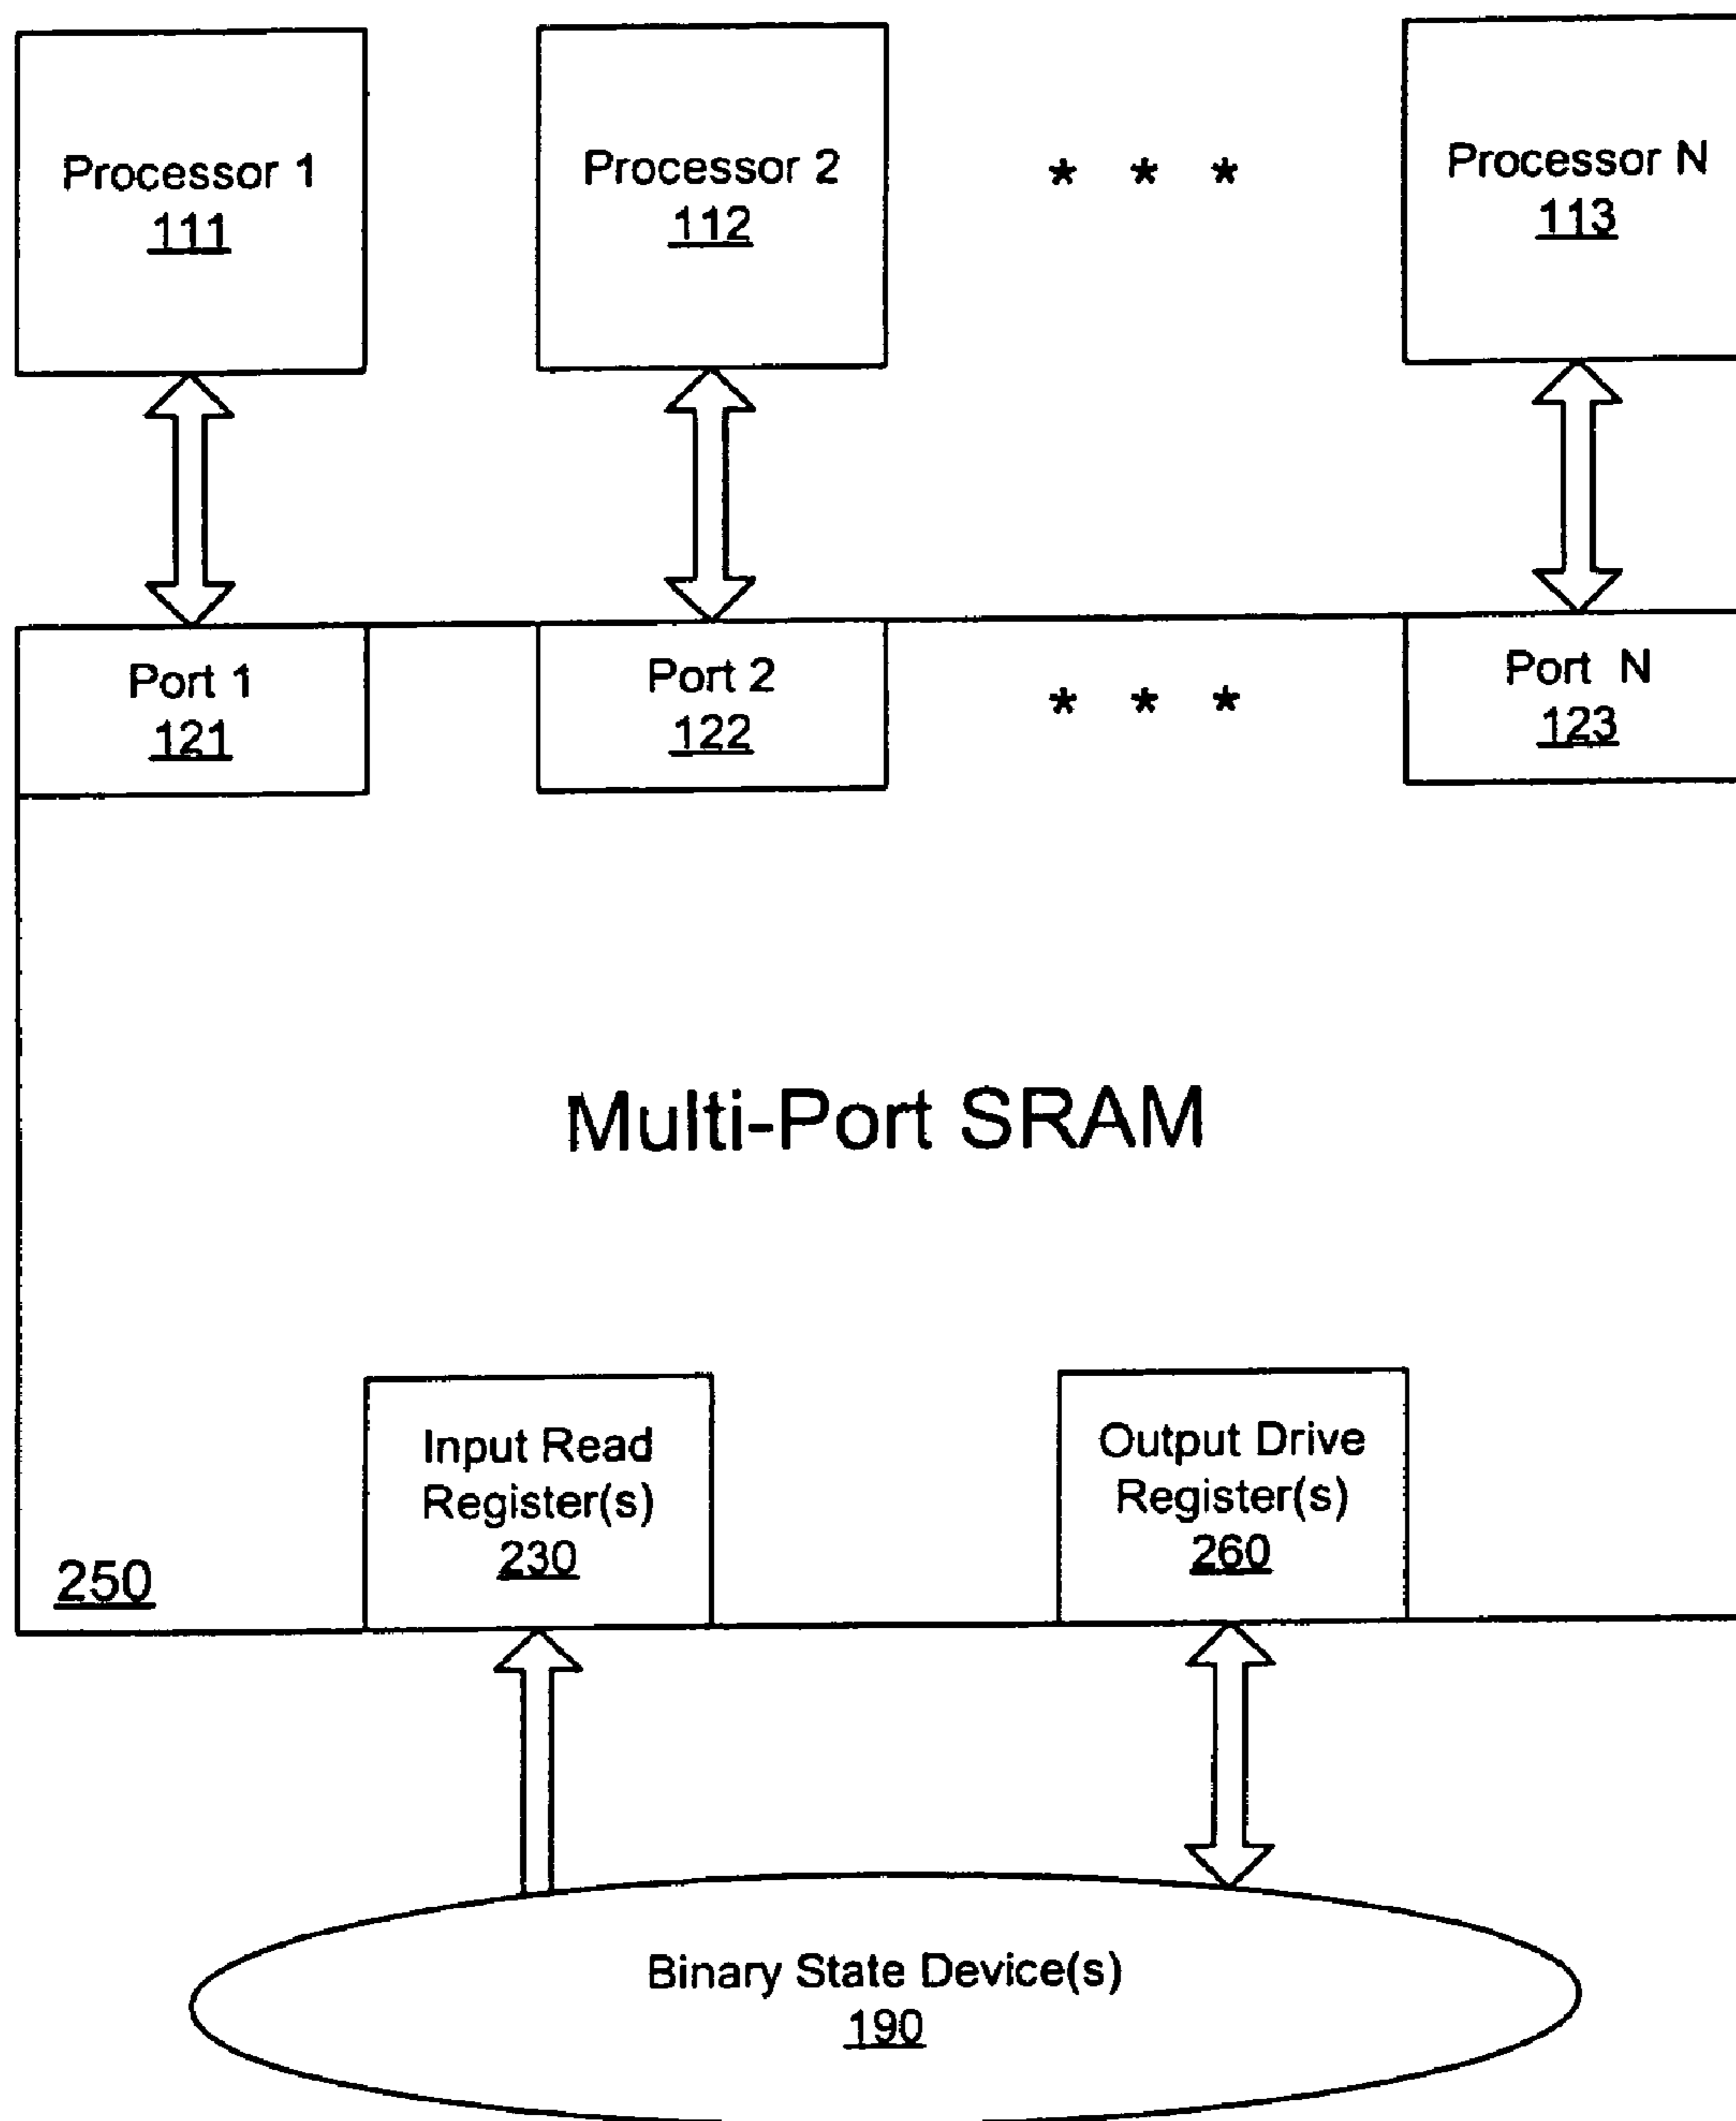 Processor 1
111
Processor 2
112
* * *
Processor N
113
Port 1
121
Port 2
122
* * *
Port N
123
Multi-Port SRAM
Input Read
Register(s)
230
Output Drive
Register(s)
260
250
Binary State Device(s)
190